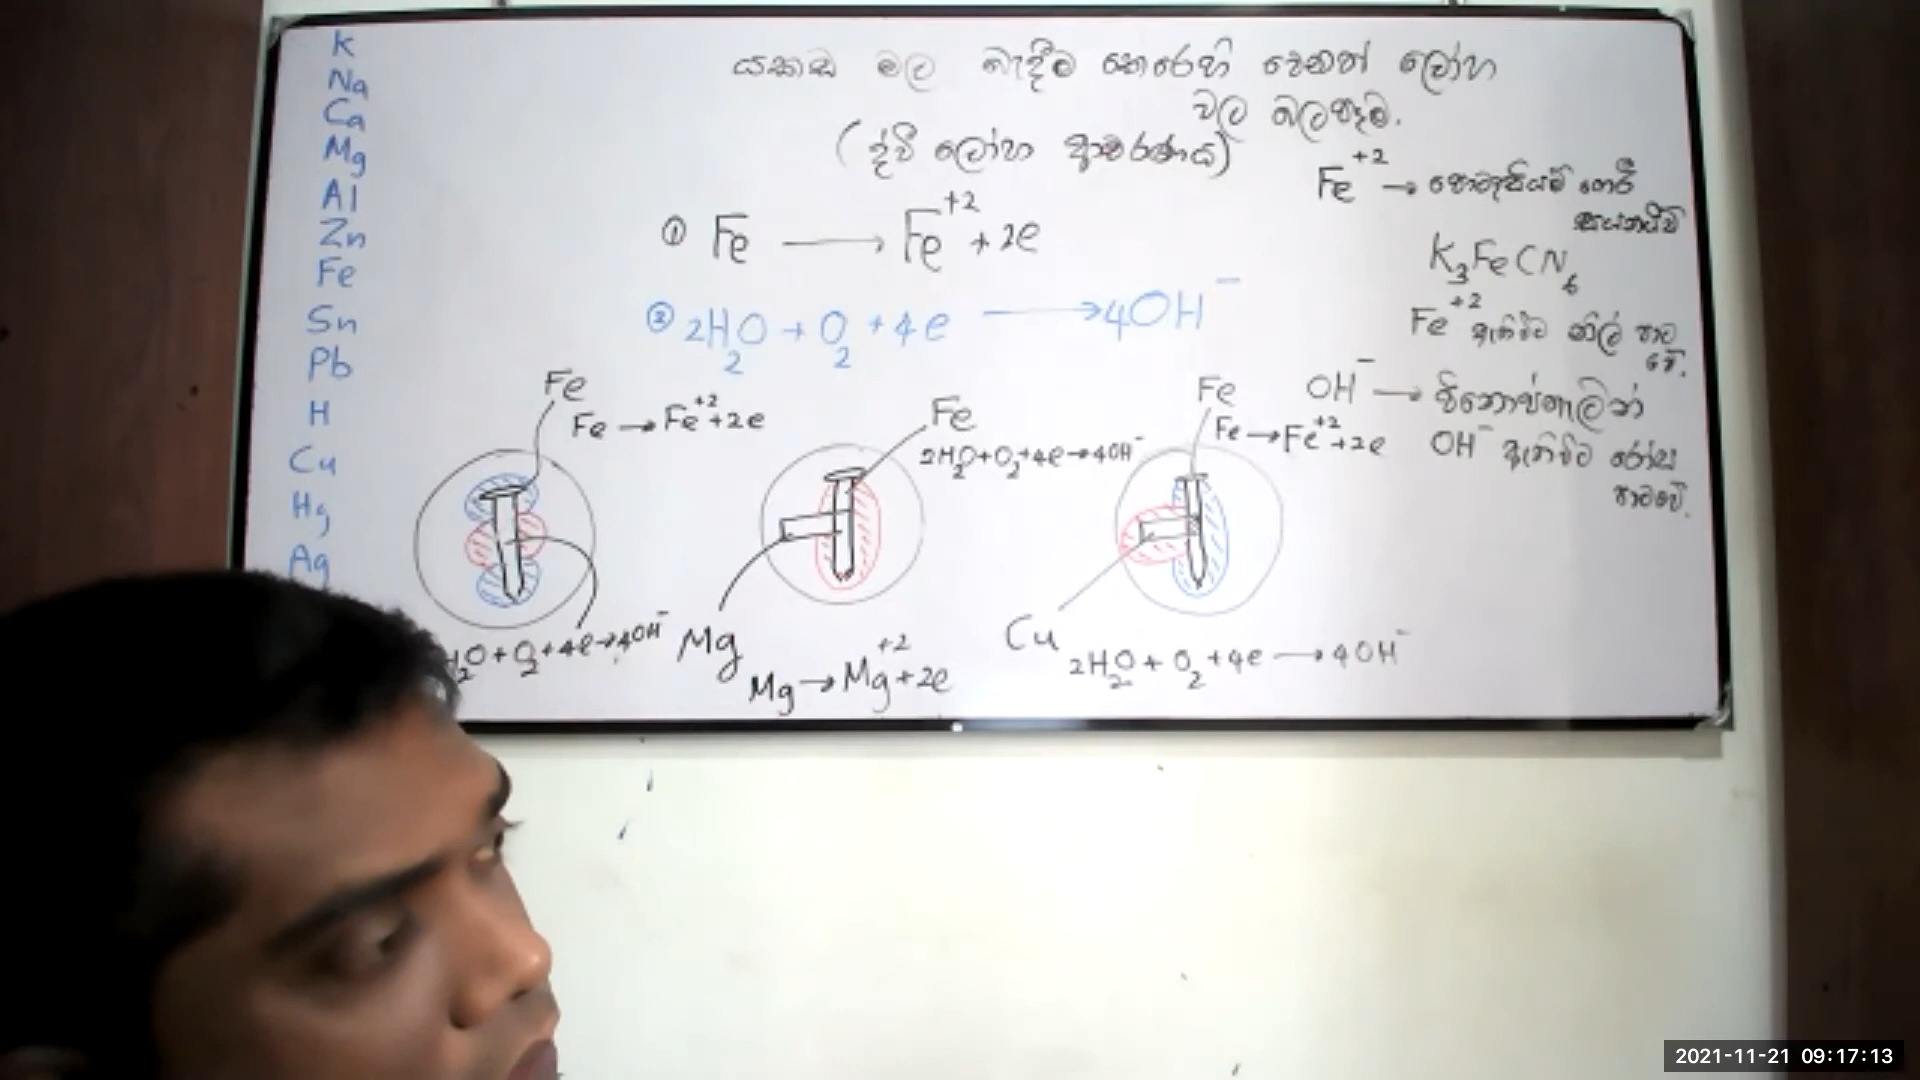 K
Na
Ca
Mg
Al
Zn
Fe
Sn
Pb
H
Cu
Hg
Ag
යකඩ මල බැදීම කෙරෙහි වෙනත් ලෝහ
වල බලපෑම.
(ද්වි ලෝහ ආවරණය)
① Fe → Fe⁺² + 2e
② 2H₂O + O₂ + 4e → 4OH⁻
Fe⁺² → පොටෑසියම් ෆෙරි
සයනයිඩ්
K₃FeCN₆
Fe⁺² ඇතිවිට නිල් පාට
වේ.
OH⁻ → පිනොප්තලින්
OH⁻ ඇතිවිට රෝස
පාටවේ.
Fe
Fe → Fe⁺² + 2e
H₂O + O₂ + 4e → 4OH⁻
Fe
2H₂O + O₂ + 4e → 4OH⁻
Mg
Mg → Mg⁺² + 2e
Fe
Fe → Fe⁺² + 2e
Cu
2H₂O + O₂ + 4e → 4OH⁻
2021-11-21 09:17:13